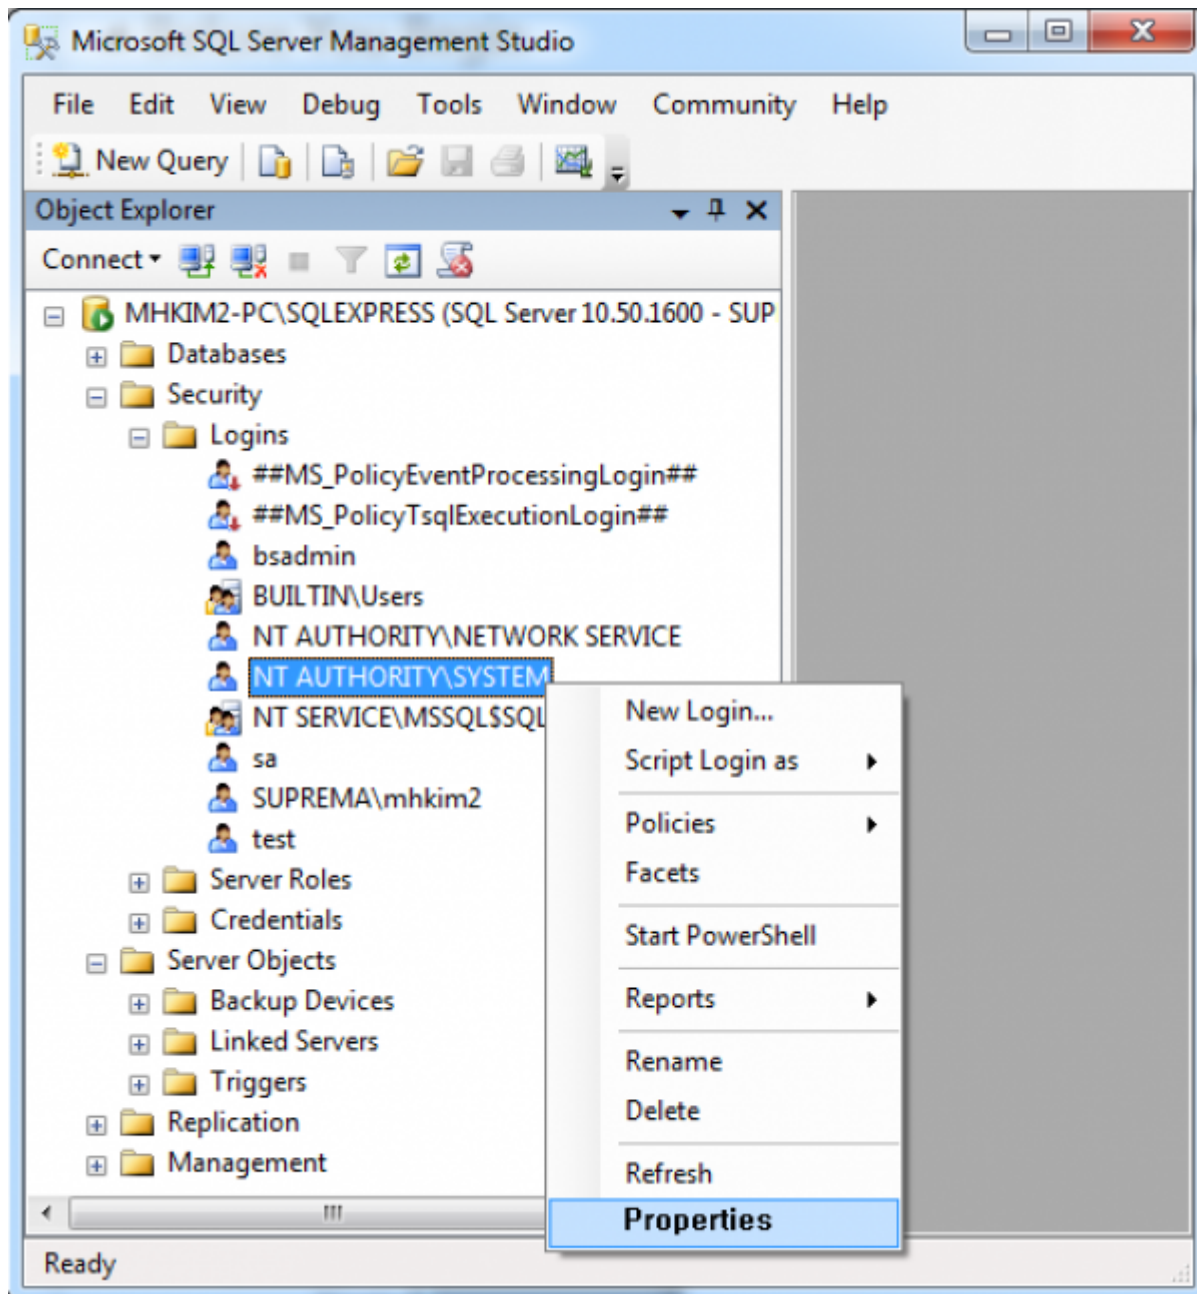 Microsoft SQL Server Management Studio
File Edit View Debug Tools Window Community Help
New Query
Object Explorer
Connect
MHKIM2-PC\SQLEXPRESS (SQL Server 10.50.1600 - SUP
Databases
Security
Logins
##MS_PolicyEventProcessingLogin##
##MS_PolicyTsqlExecutionLogin##
bsadmin
BUILTIN\Users
NT AUTHORITY\NETWORK SERVICE
NT AUTHORITY\SYSTEM
NT SERVICE\MSSQL$SQL
sa
SUPREMA\mhkim2
test
Server Roles
Credentials
Server Objects
Backup Devices
Linked Servers
Triggers
Replication
Management
New Login...
Script Login as
Policies
Facets
Start PowerShell
Reports
Rename
Delete
Refresh
Properties
Ready